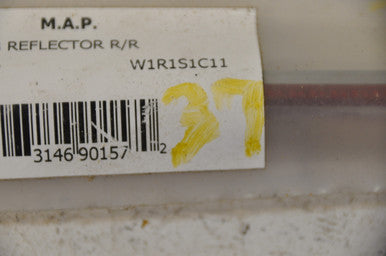 M.A.P.
REFLECTOR R/R
W1R1S1C11
37
3146 90157 2